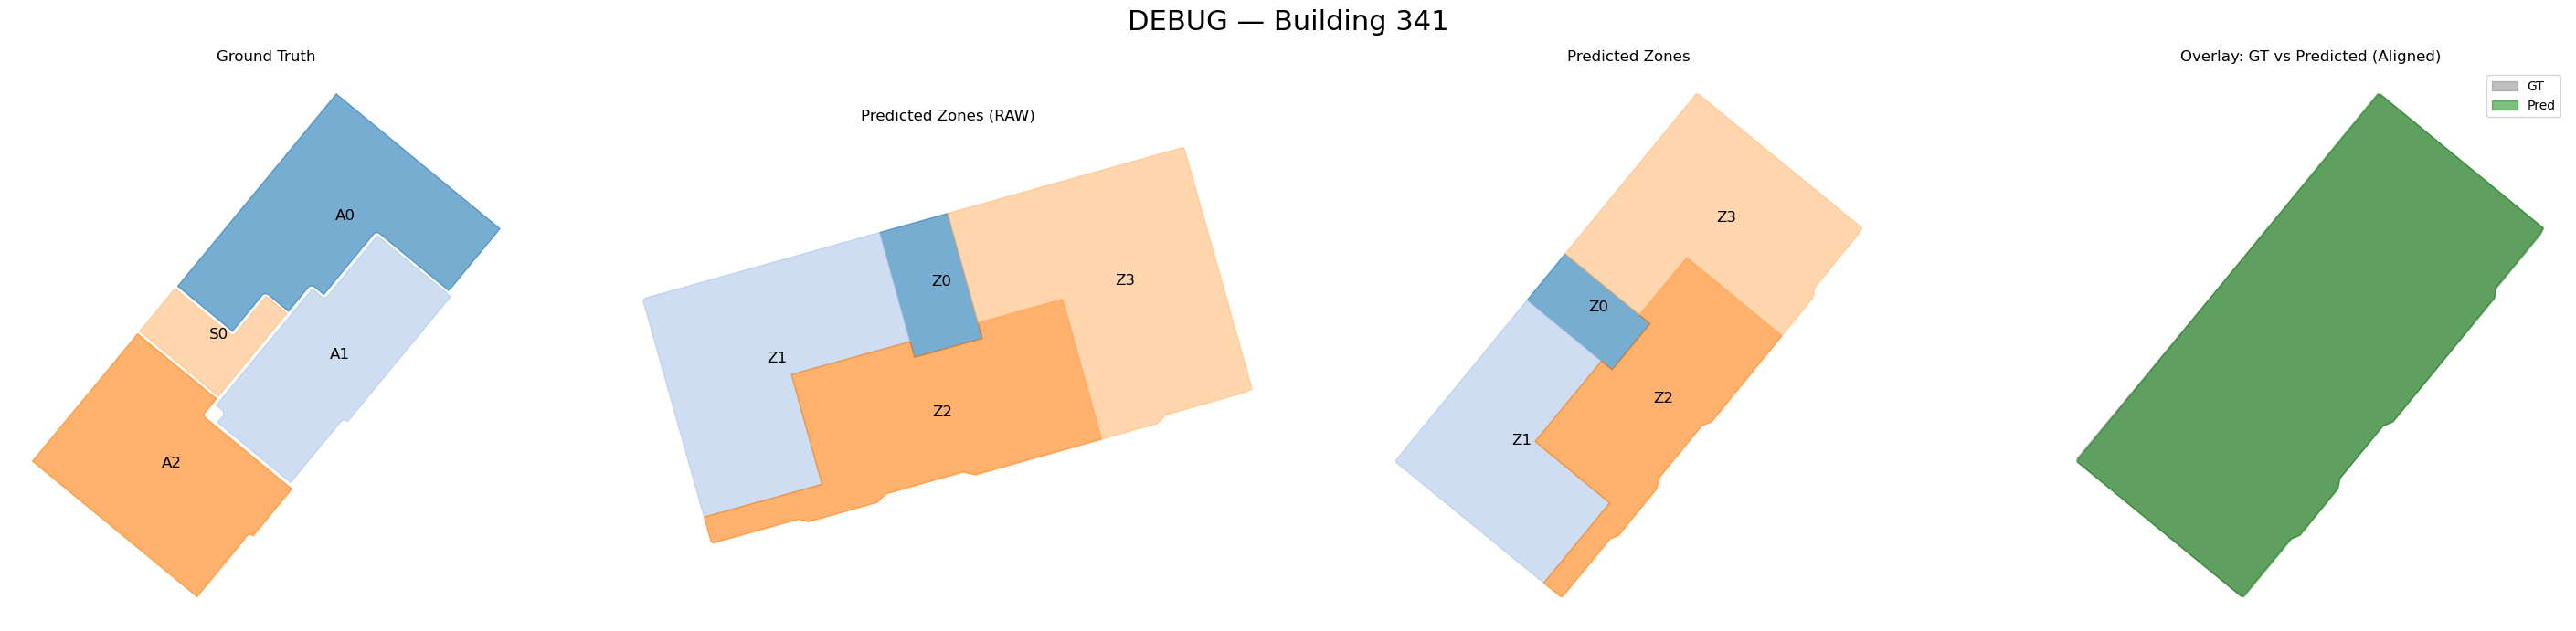 DEBUG — Building 341
Ground Truth
A0
S0
A1
A2
Predicted Zones (RAW)
Z0
Z3
Z1
Z2
Predicted Zones
Z3
Z0
Z2
Z1
Overlay: GT vs Predicted (Aligned)
GT
Pred